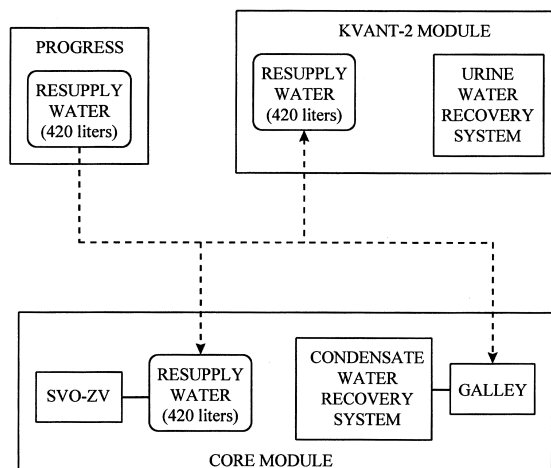 PROGRESS
RESUPPLY
WATER
(420 liters)
KVANT-2 MODULE
RESUPPLY
WATER
(420 liters)
URINE
WATER
RECOVERY
SYSTEM
SVO-ZV
RESUPPLY
WATER
(420 liters)
CONDENSATE
WATER
RECOVERY
SYSTEM
GALLEY
CORE MODULE